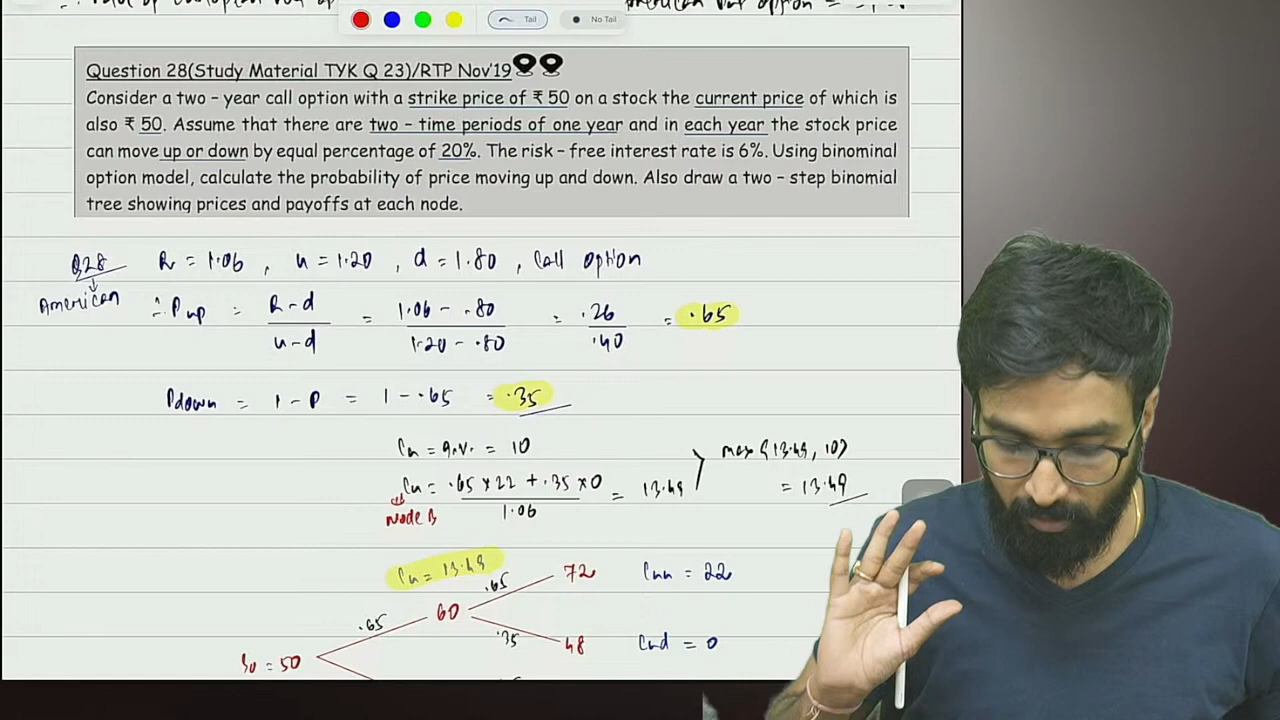 Tail
No Tail
Question 28(Study Material TYK Q 23)/RTP Nov'19
Consider a two – year call option with a strike price of ₹ 50 on a stock the current price of which is
also ₹ 50. Assume that there are two – time periods of one year and in each year the stock price
can move up or down by equal percentage of 20%. The risk – free interest rate is 6%. Using binominal
option model, calculate the probability of price moving up and down. Also draw a two – step binomial
tree showing prices and payoffs at each node.
Q28 R = 1.06 , u = 1.20 , d = 1.80 , Call Option
American
∴ Pup = R-d / u-d = 1.06 - .80 / 1.20 - .80 = .26 / .40 = .65
Pdown = 1 - P = 1 - .65 = .35
Cu = g.v. = 10
Cu = .65 x 22 + .35 x 0 / 1.06 = 13.49
max {13.49, 10}
= 13.49
Node B
Cu = 13.49
.65 72 Cuu = 22
.65 60
.35 48 Cud = 0
S0 = 50